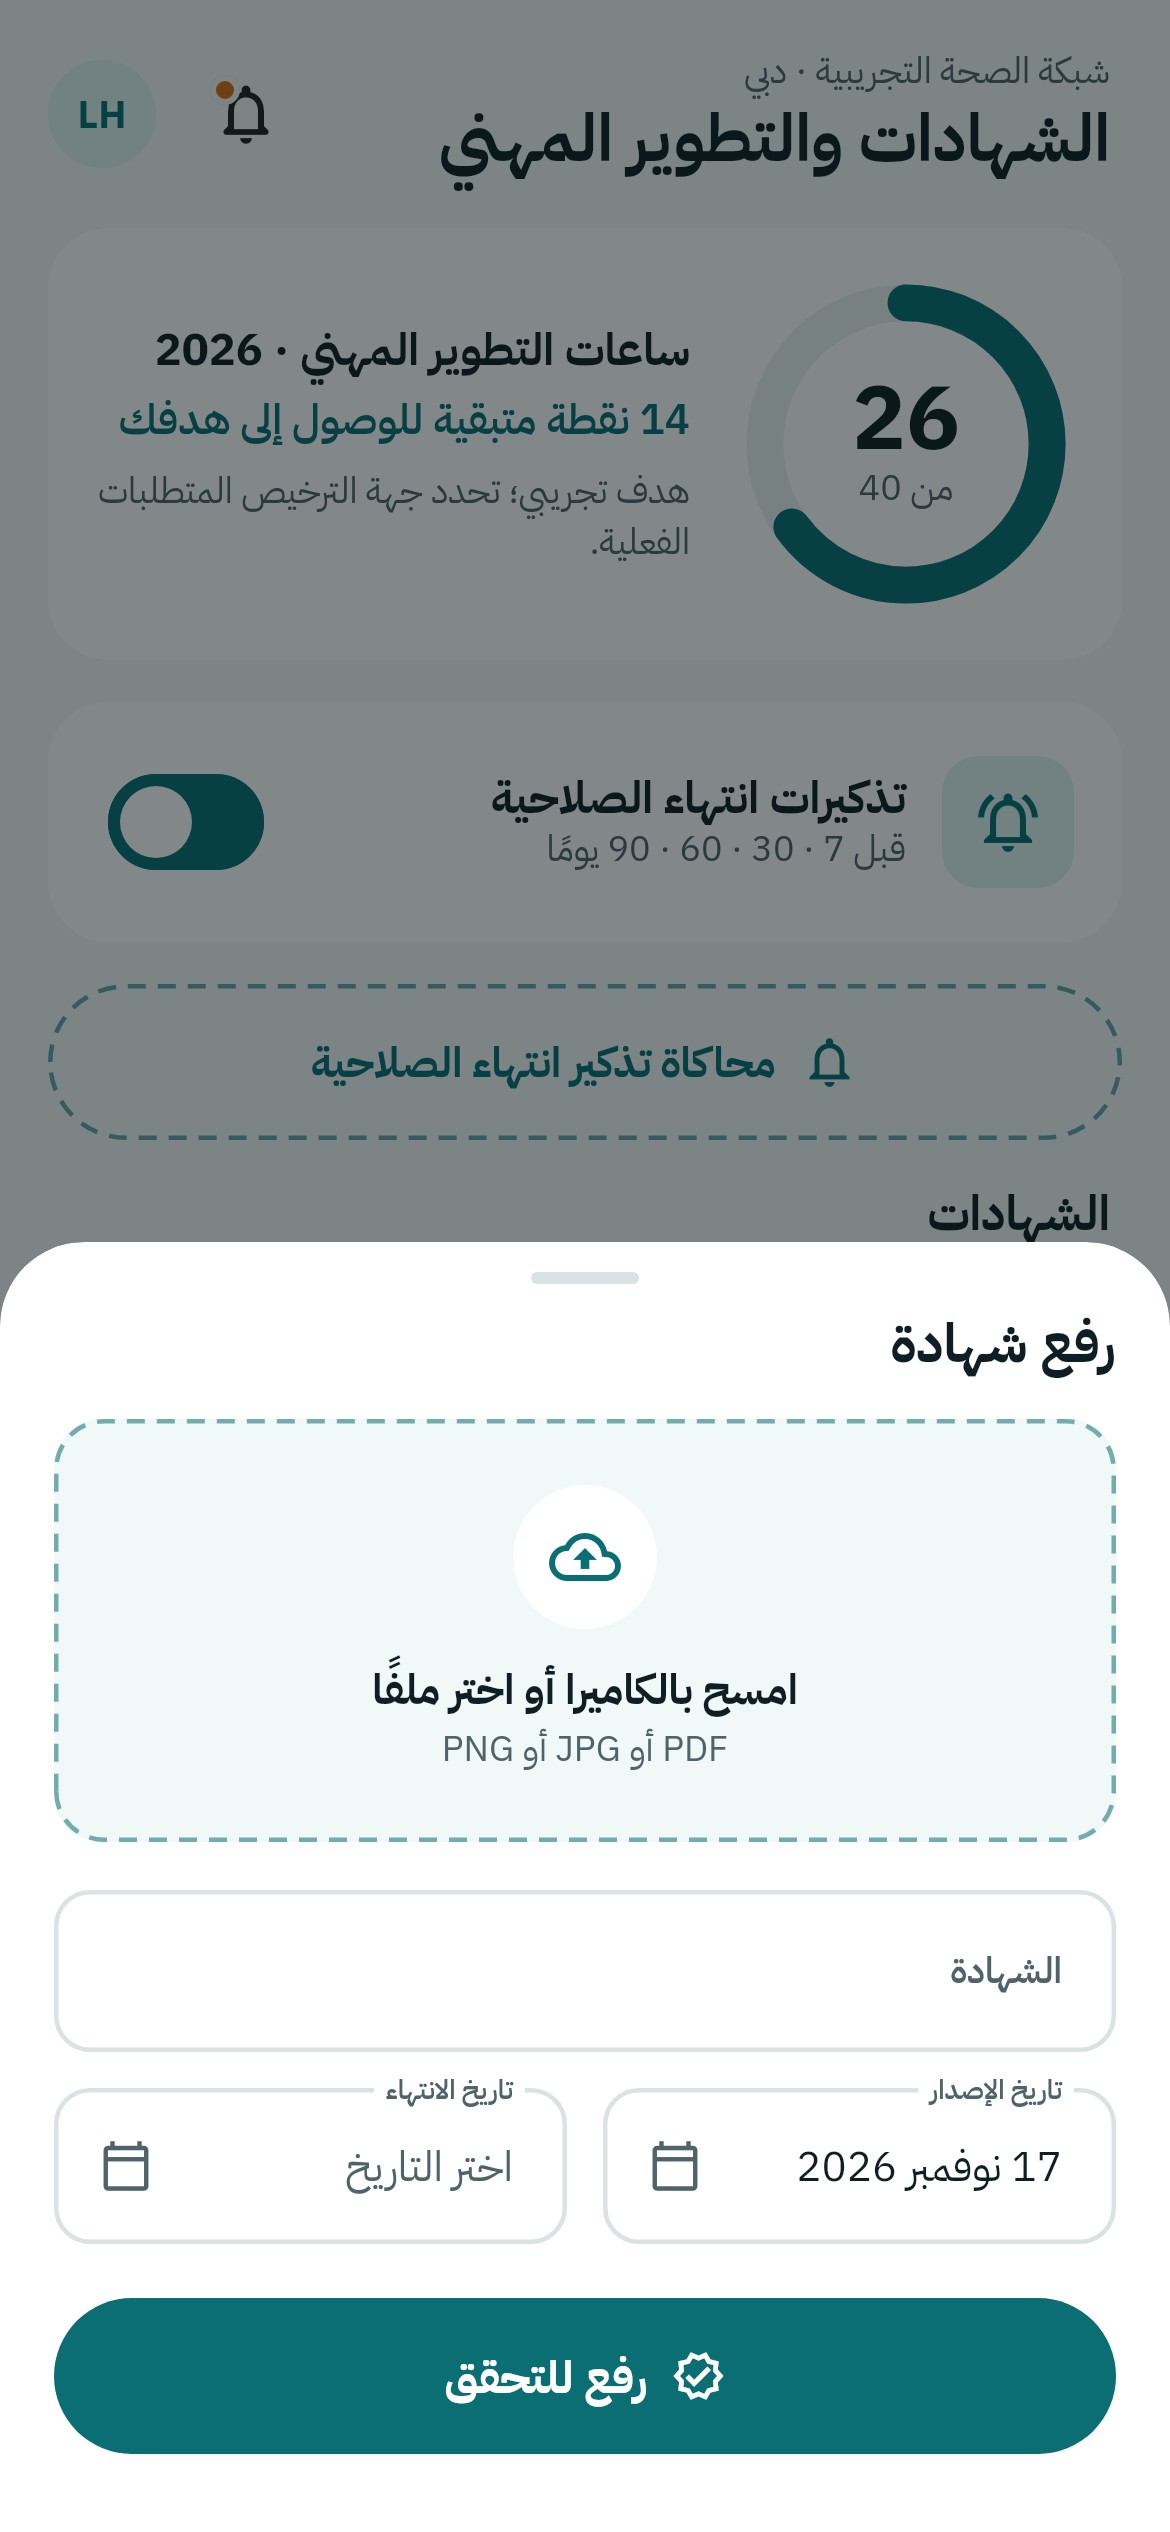 شبكة الصحة التجريبية · دبي
الشهادات والتطوير المهني
LH
26
من 40
ساعات التطوير المهني · 2026
14 نقطة متبقية للوصول إلى هدفك
هدف تجريبي؛ تحدد جهة الترخيص المتطلبات
الفعلية.
تذكيرات انتهاء الصلاحية
قبل 7 · 30 · 60 · 90 يومًا
محاكاة تذكير انتهاء الصلاحية
الشهادات
رفع شهادة
امسح بالكاميرا أو اختر ملفًا
PDF أو JPG أو PNG
الشهادة
تاريخ الإصدار
17 نوفمبر 2026
تاريخ الانتهاء
اختر التاريخ
رفع للتحقق